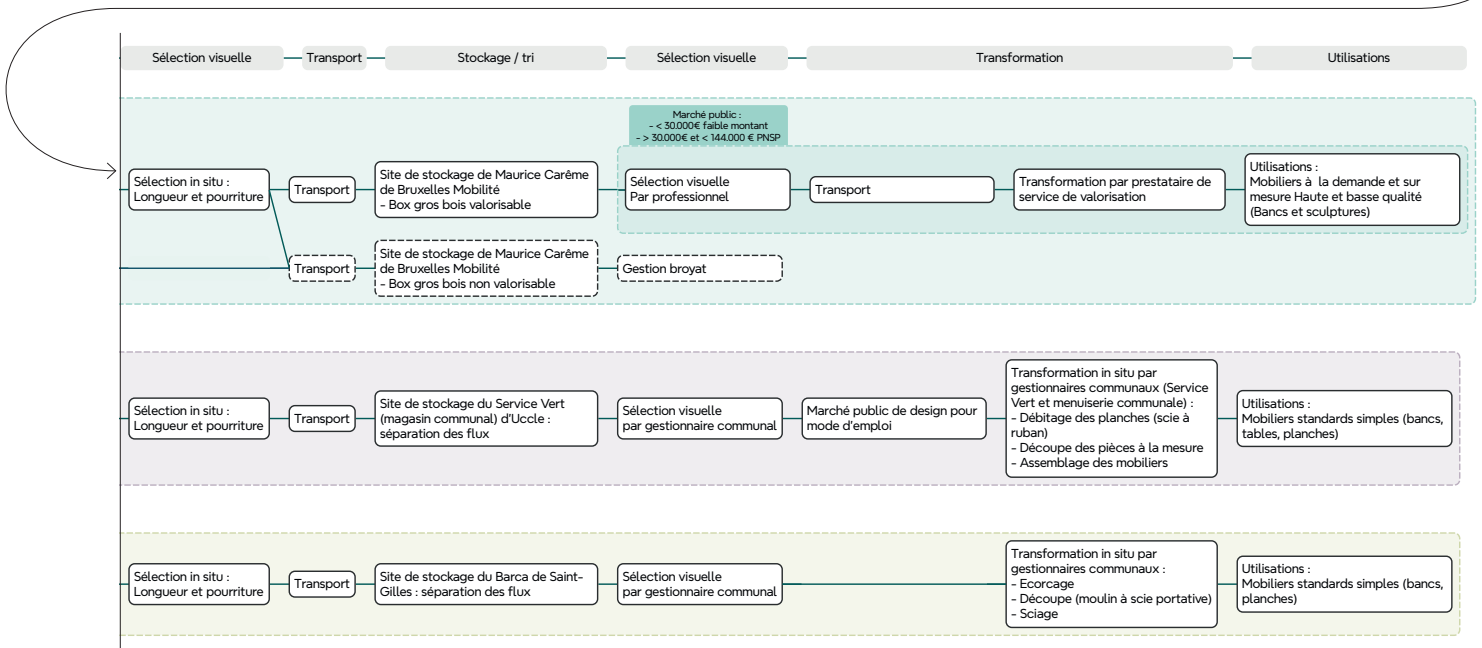 Sélection visuelle
Transport
Stockage / tri
Sélection visuelle
Transformation
Utilisations
Marché public :
- < 30.000€ faible montant
- > 30.000€ et < 144.000 € PNSP
Sélection in situ :
Longueur et pourriture
Transport
Site de stockage de Maurice Carême
de Bruxelles Mobilité
- Box gros bois valorisable
Sélection visuelle
Par professionnel
Transport
Transformation par prestataire de
service de valorisation
Utilisations :
Mobiliers à la demande et sur
mesure Haute et basse qualité
(Bancs et sculptures)
Transport
Site de stockage de Maurice Carême
de Bruxelles Mobilité
- Box gros bois non valorisable
Gestion broyat
Sélection in situ :
Longueur et pourriture
Transport
Site de stockage du Service Vert
(magasin communal) d'Uccle :
séparation des flux
Sélection visuelle
par gestionnaire communal
Marché public de design pour
mode d'emploi
Transformation in situ par
gestionnaires communaux (Service
Vert et menuiserie communale) :
- Débitage des planches (scie à
ruban)
- Découpe des pièces à la mesure
- Assemblage des mobiliers
Utilisations :
Mobiliers standards simples (bancs,
tables, planches)
Sélection in situ :
Longueur et pourriture
Transport
Site de stockage du Barca de Saint-
Gilles : séparation des flux
Sélection visuelle
par gestionnaire communal
Transformation in situ par
gestionnaires communaux :
- Ecorcage
- Découpe (moulin à scie portative)
- Sciage
Utilisations :
Mobiliers standards simples (bancs,
planches)